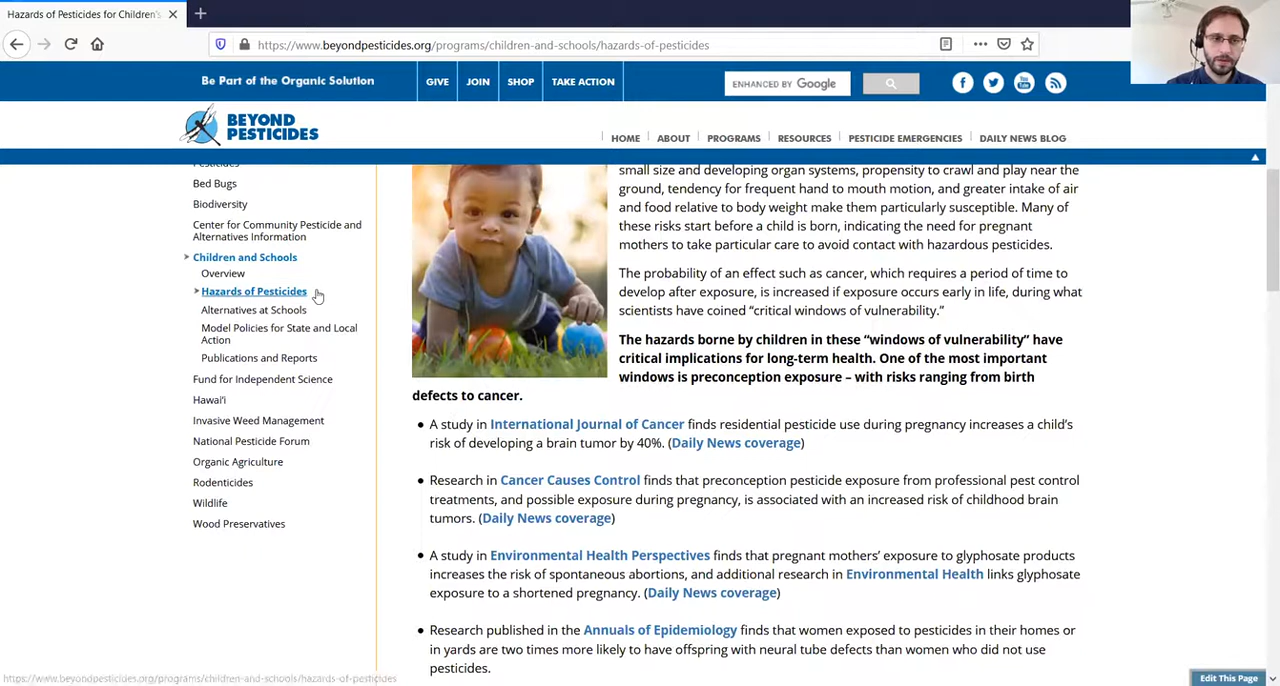 Hazards of Pesticides for Children's
https://www.beyondpesticides.org/programs/children-and-schools/hazards-of-pesticides
Be Part of the Organic Solution
GIVE
JOIN
SHOP
TAKE ACTION
ENHANCED BY Google
BEYOND
PESTICIDES
HOME
ABOUT
PROGRAMS
RESOURCES
PESTICIDE EMERGENCIES
DAILY NEWS BLOG
Pesticides
Bed Bugs
Biodiversity
Center for Community Pesticide and
Alternatives Information
Children and Schools
Overview
Hazards of Pesticides
Alternatives at Schools
Model Policies for State and Local
Action
Publications and Reports
Fund for Independent Science
Hawai'i
Invasive Weed Management
National Pesticide Forum
Organic Agriculture
Rodenticides
Wildlife
Wood Preservatives
small size and developing organ systems, propensity to crawl and play near the
ground, tendency for frequent hand to mouth motion, and greater intake of air
and food relative to body weight make them particularly susceptible. Many of
these risks start before a child is born, indicating the need for pregnant
mothers to take particular care to avoid contact with hazardous pesticides.
The probability of an effect such as cancer, which requires a period of time to
develop after exposure, is increased if exposure occurs early in life, during what
scientists have coined “critical windows of vulnerability.”
The hazards borne by children in these “windows of vulnerability” have
critical implications for long-term health. One of the most important
windows is preconception exposure – with risks ranging from birth
defects to cancer.
• A study in International Journal of Cancer finds residential pesticide use during pregnancy increases a child’s
risk of developing a brain tumor by 40%. (Daily News coverage)
• Research in Cancer Causes Control finds that preconception pesticide exposure from professional pest control
treatments, and possible exposure during pregnancy, is associated with an increased risk of childhood brain
tumors. (Daily News coverage)
• A study in Environmental Health Perspectives finds that pregnant mothers’ exposure to glyphosate products
increases the risk of spontaneous abortions, and additional research in Environmental Health links glyphosate
exposure to a shortened pregnancy. (Daily News coverage)
• Research published in the Annuals of Epidemiology finds that women exposed to pesticides in their homes or
in yards are two times more likely to have offspring with neural tube defects than women who did not use
pesticides.
https://www.beyondpesticides.org/programs/children-and-schools/hazards-of-pesticides
Edit This Page